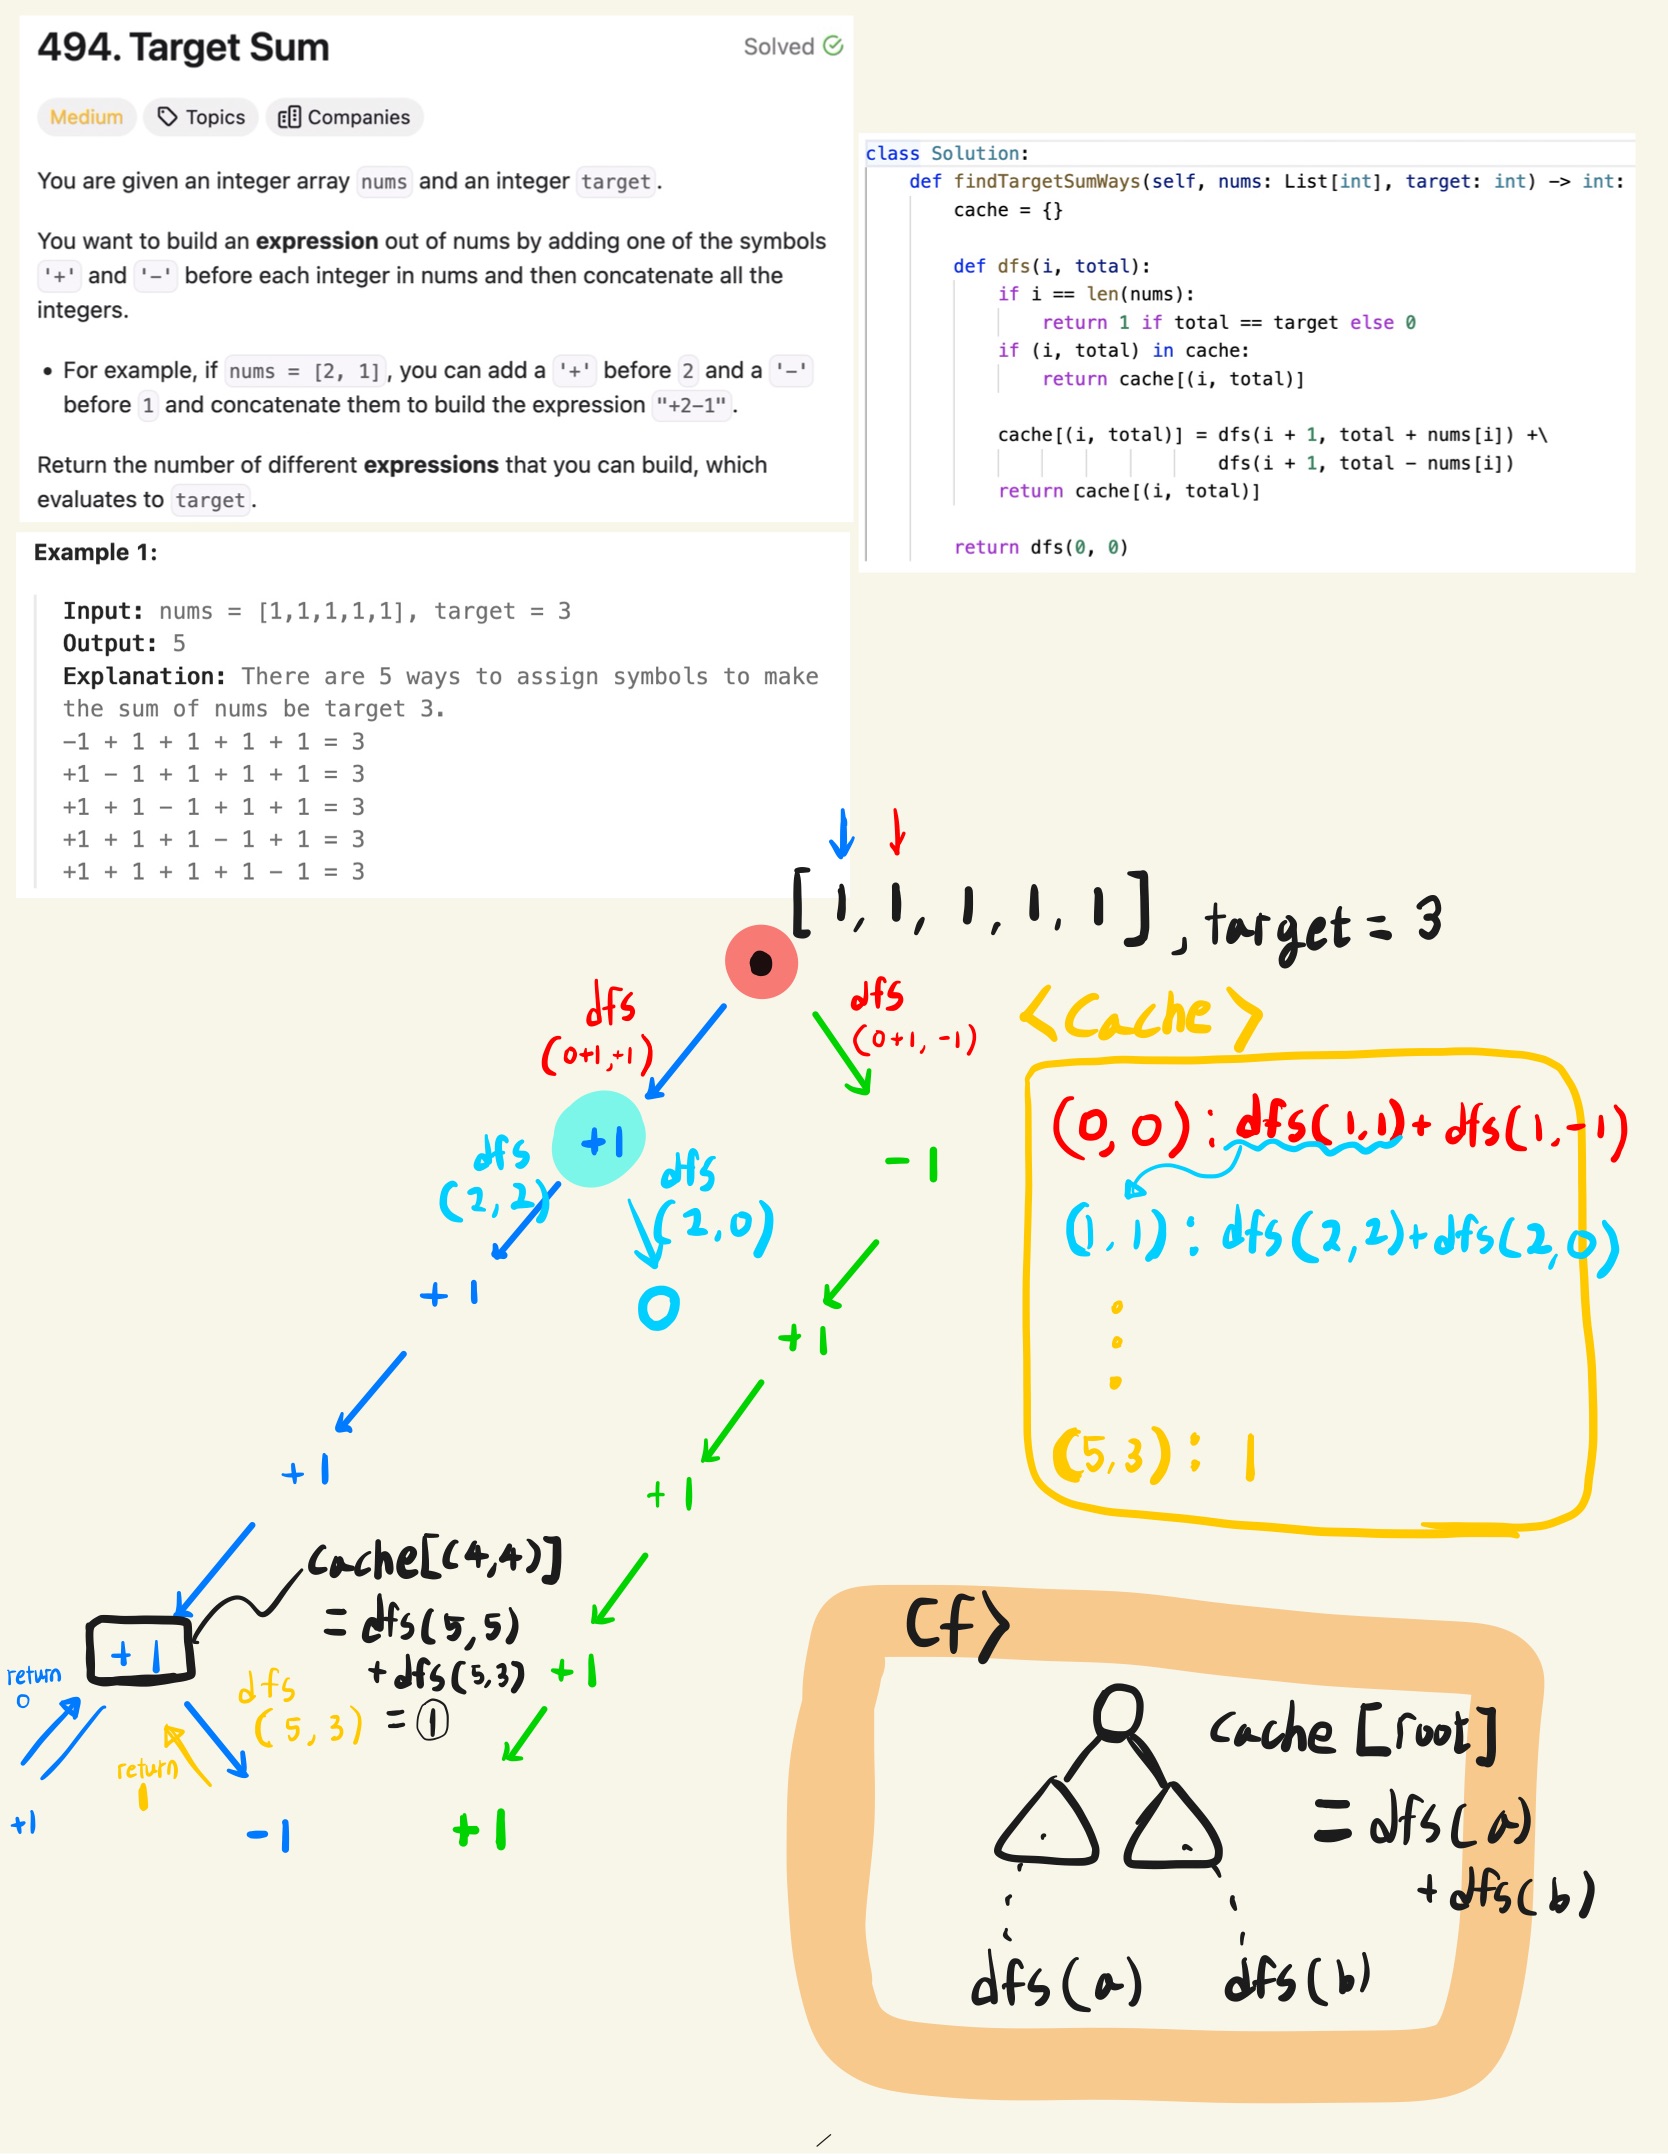 494. Target Sum
Solved
Medium
Topics
Companies
You are given an integer array nums and an integer target.
You want to build an expression out of nums by adding one of the symbols
'+' and '-' before each integer in nums and then concatenate all the
integers.
• For example, if nums = [2, 1], you can add a '+' before 2 and a '-'
before 1 and concatenate them to build the expression "+2-1".
Return the number of different expressions that you can build, which
evaluates to target.
Example 1:
Input: nums = [1,1,1,1,1], target = 3
Output: 5
Explanation: There are 5 ways to assign symbols to make
the sum of nums be target 3.
-1 + 1 + 1 + 1 + 1 = 3
+1 - 1 + 1 + 1 + 1 = 3
+1 + 1 - 1 + 1 + 1 = 3
+1 + 1 + 1 - 1 + 1 = 3
+1 + 1 + 1 + 1 - 1 = 3
class Solution:
def findTargetSumWays(self, nums: List[int], target: int) -> int:
cache = {}
def dfs(i, total):
if i == len(nums):
return 1 if total == target else 0
if (i, total) in cache:
return cache[(i, total)]
cache[(i, total)] = dfs(i + 1, total + nums[i]) +\
dfs(i + 1, total - nums[i])
return cache[(i, total)]
return dfs(0, 0)
[1, 1, 1, 1, 1], target = 3
dfs
(0+1,+1)
dfs
(0+1, -1)
+1
-1
dfs
(2,2)
dfs
(2,0)
+1
0
+1
+1
+1
+1
+1
+1
cache[(4,4)]
= dfs(5,5)
+dfs(5,3)
= 1
return
0
dfs
(5,3)
return
1
+1
-1
+1
<Cache>
(0,0): dfs(1,1)+dfs(1,-1)
(1,1): dfs(2,2)+dfs(2,0)
(5,3): 1
Cf>
cache [root]
= dfs(a)
+ dfs(b)
dfs(a)
dfs(b)